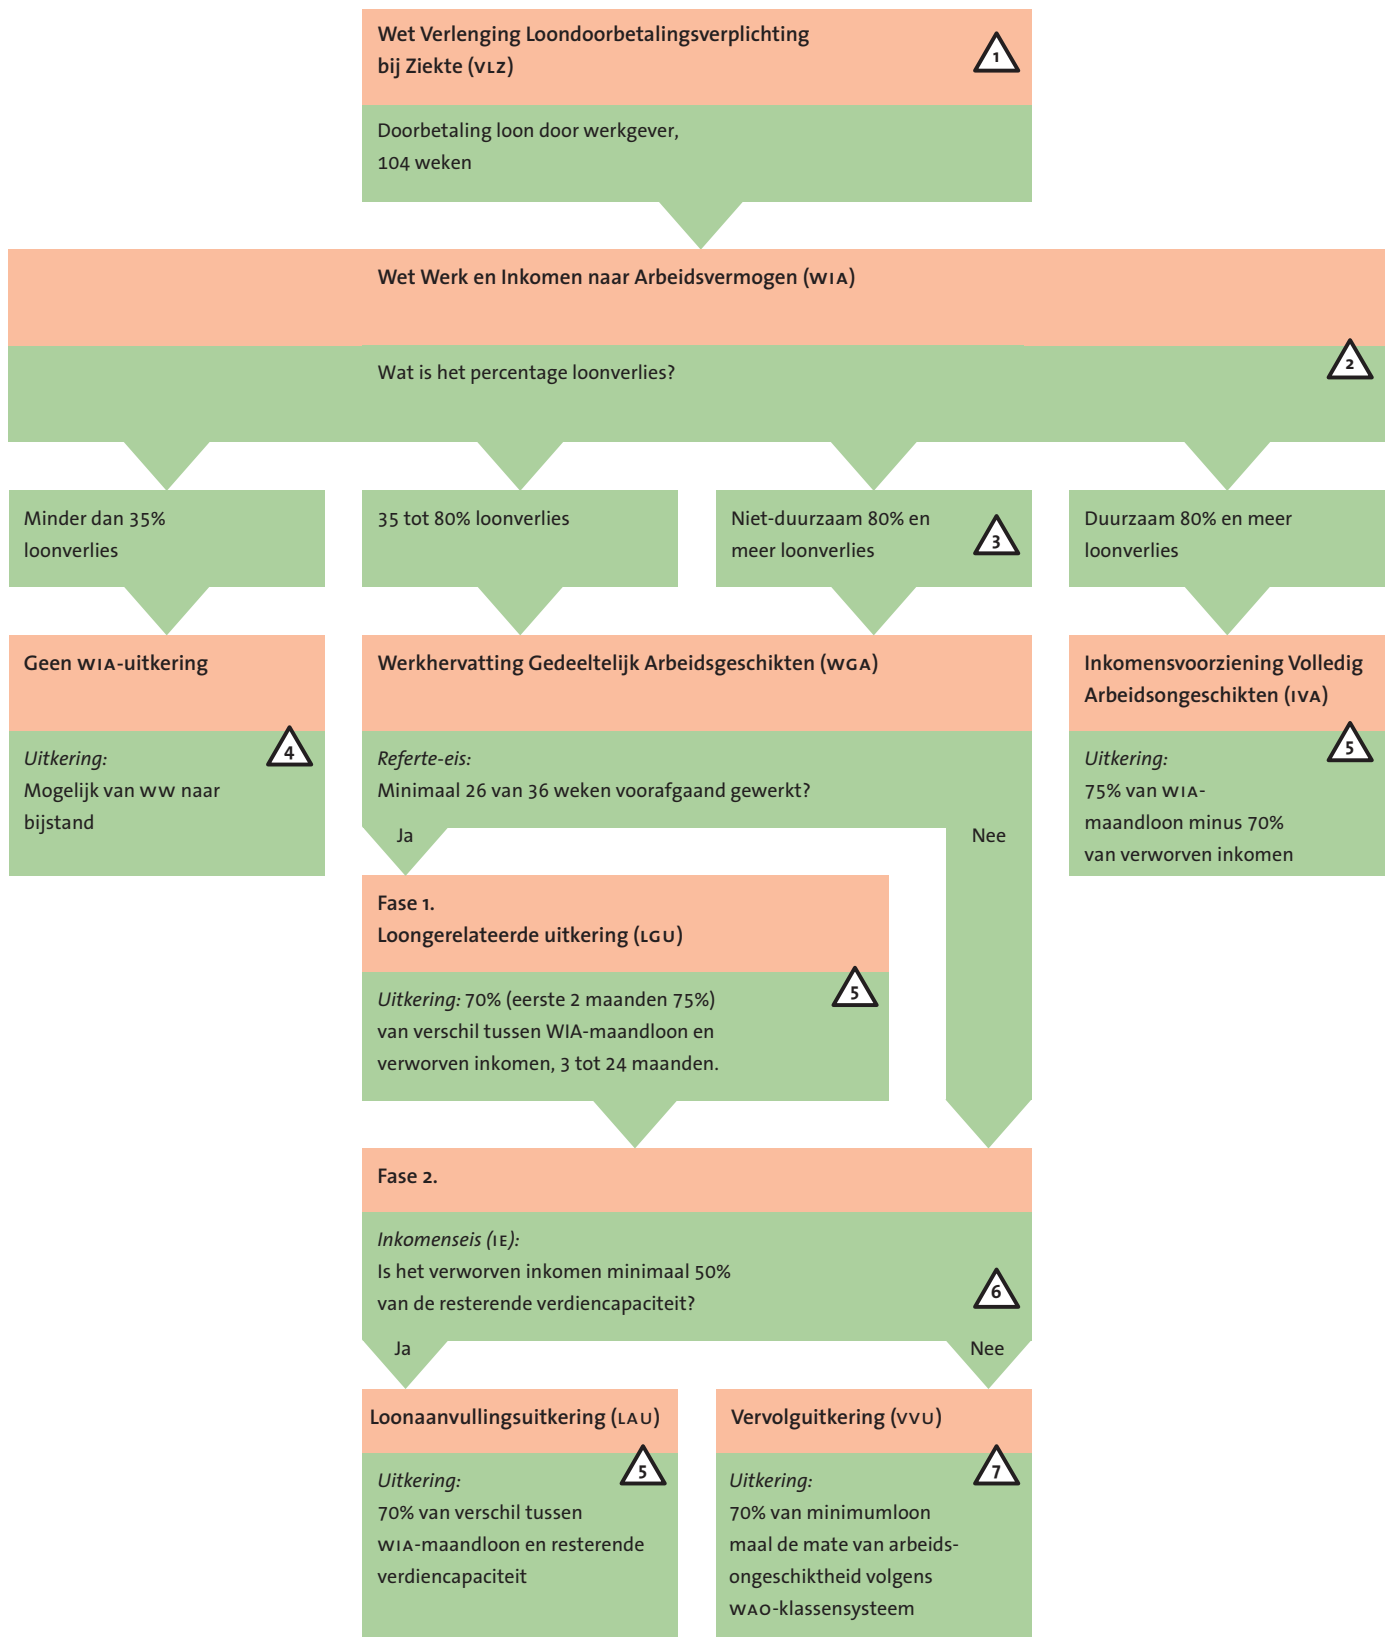 Wet Verlenging Loondoorbetalingsverplichting
bij Ziekte (VLZ)
1
Doorbetaling loon door werkgever,
104 weken
Wet Werk en Inkomen naar Arbeidsvermogen (WIA)
Wat is het percentage loonverlies?
2
Minder dan 35%
loonverlies
35 tot 80% loonverlies
Niet-duurzaam 80% en
meer loonverlies
3
Duurzaam 80% en meer
loonverlies
Geen WIA-uitkering
4
Uitkering:
Mogelijk van WW naar
bijstand
Werkhervatting Gedeeltelijk Arbeidsgeschikten (WGA)
Referte-eis:
Minimaal 26 van 36 weken voorafgaand gewerkt?
Ja
Nee
Inkomensvoorziening Volledig
Arbeidsongeschikten (IVA)
5
Uitkering:
75% van WIA-
maandloon minus 70%
van verworven inkomen
Fase 1.
Loongerelateerde uitkering (LGU)
5
Uitkering: 70% (eerste 2 maanden 75%)
van verschil tussen WIA-maandloon en
verworven inkomen, 3 tot 24 maanden.
Fase 2.
Inkomenseis (IE):
Is het verworven inkomen minimaal 50%
van de resterende verdiencapaciteit?
6
Ja
Nee
Loonaanvullingsuitkering (LAU)
5
Uitkering:
70% van verschil tussen
WIA-maandloon en resterende
verdiencapaciteit
Vervolguitkering (VVU)
7
Uitkering:
70% van minimumloon
maal de mate van arbeids-
ongeschiktheid volgens
WAO-klassensysteem